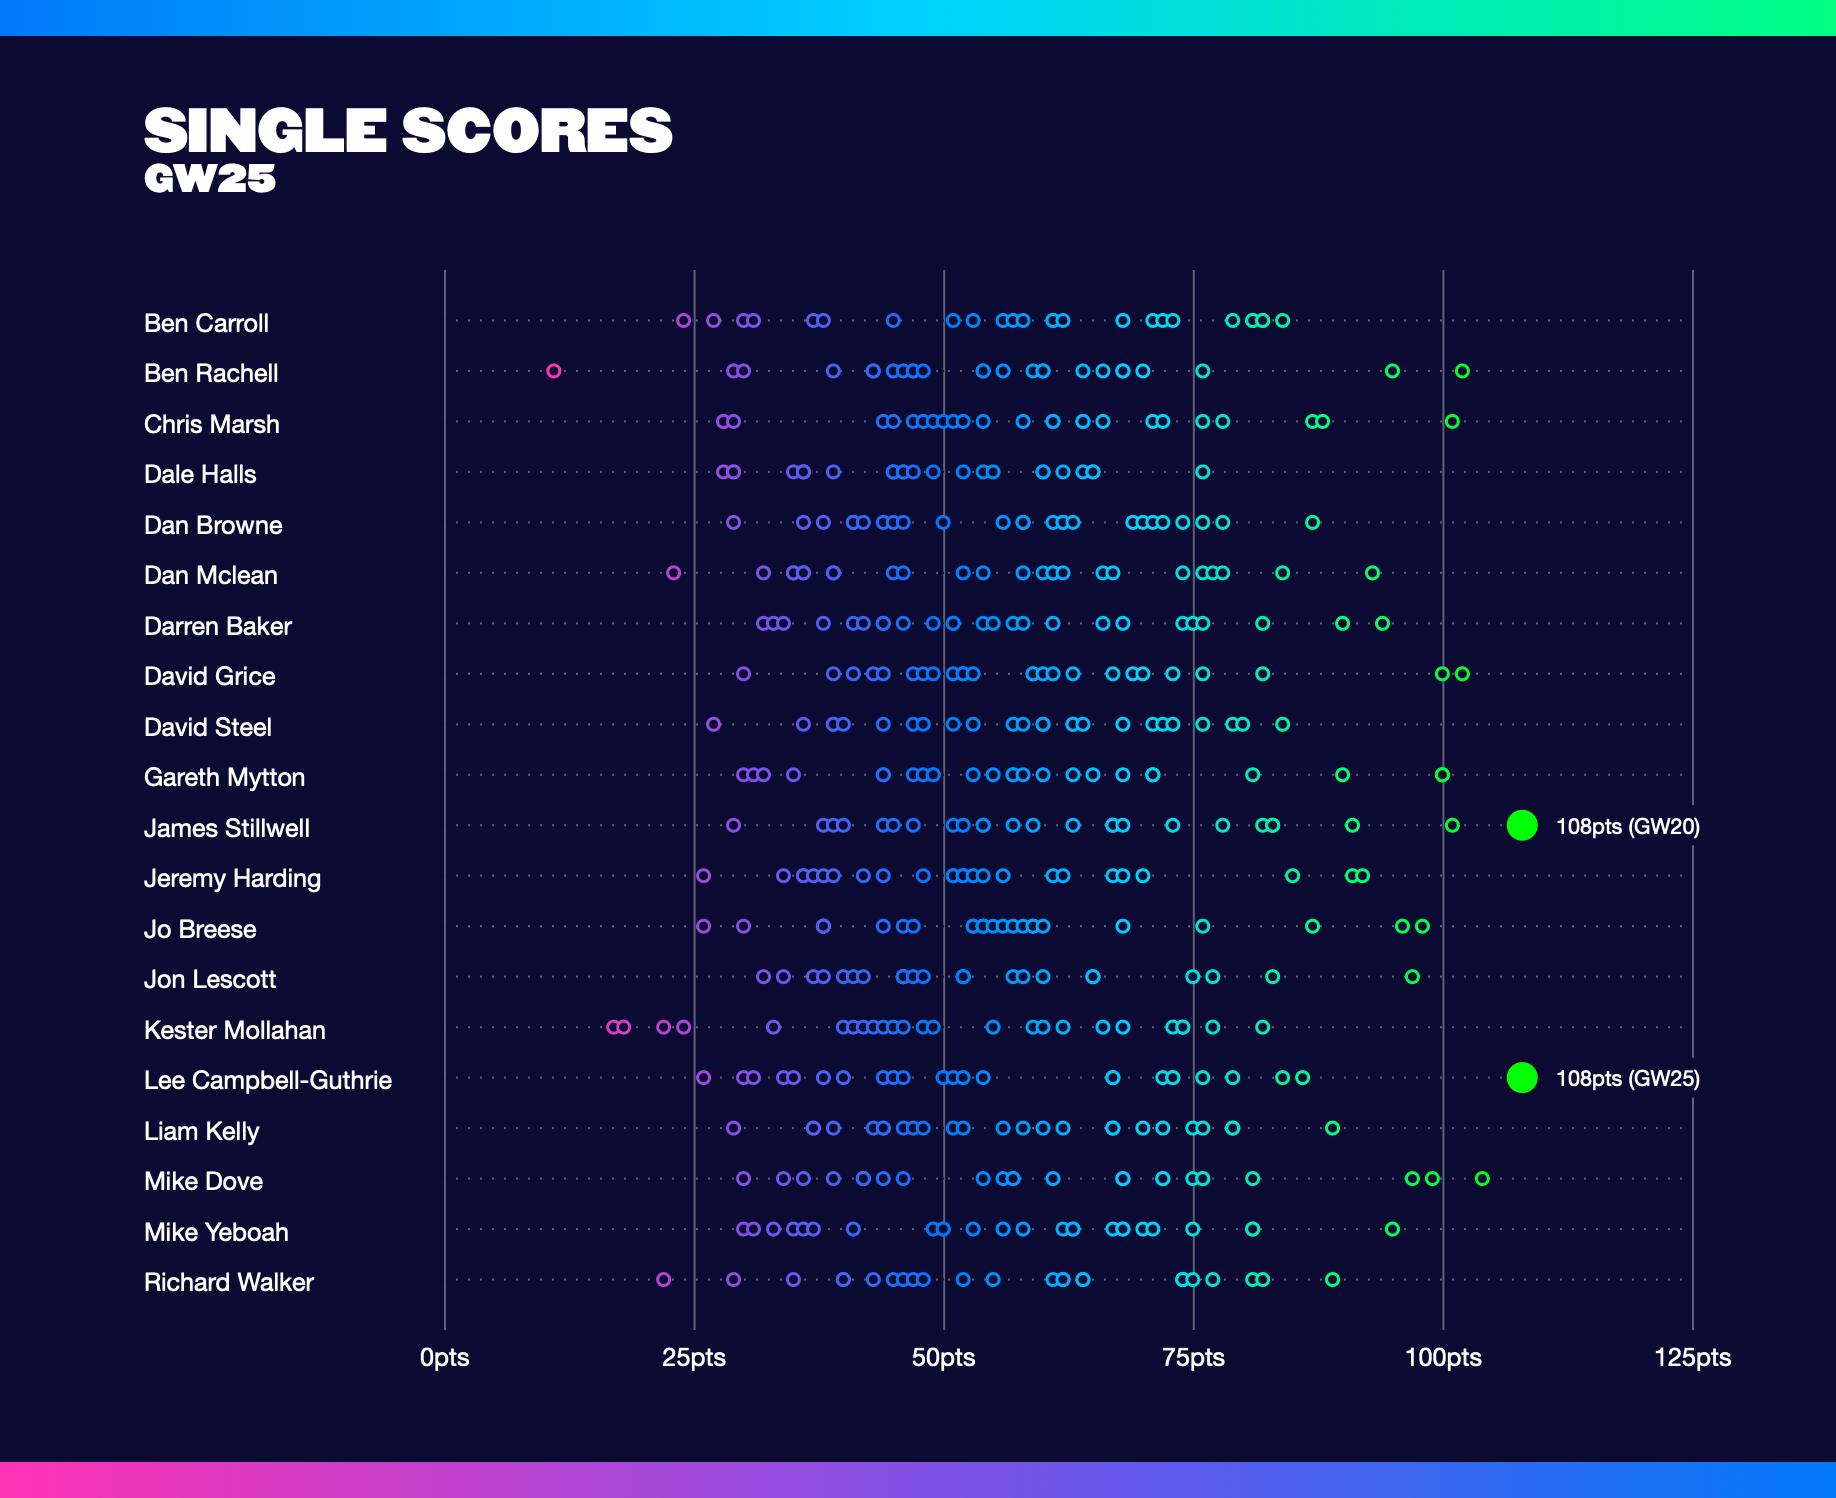 SINGLE SCORES
GW25
Ben Carroll
Ben Rachell
Chris Marsh
Dale Halls
Dan Browne
Dan Mclean
Darren Baker
David Grice
David Steel
Gareth Mytton
James Stillwell 108pts (GW20)
Jeremy Harding
Jo Breese
Jon Lescott
Kester Mollahan
Lee Campbell-Guthrie 108pts (GW25)
Liam Kelly
Mike Dove
Mike Yeboah
Richard Walker
0pts 25pts 50pts 75pts 100pts 125pts